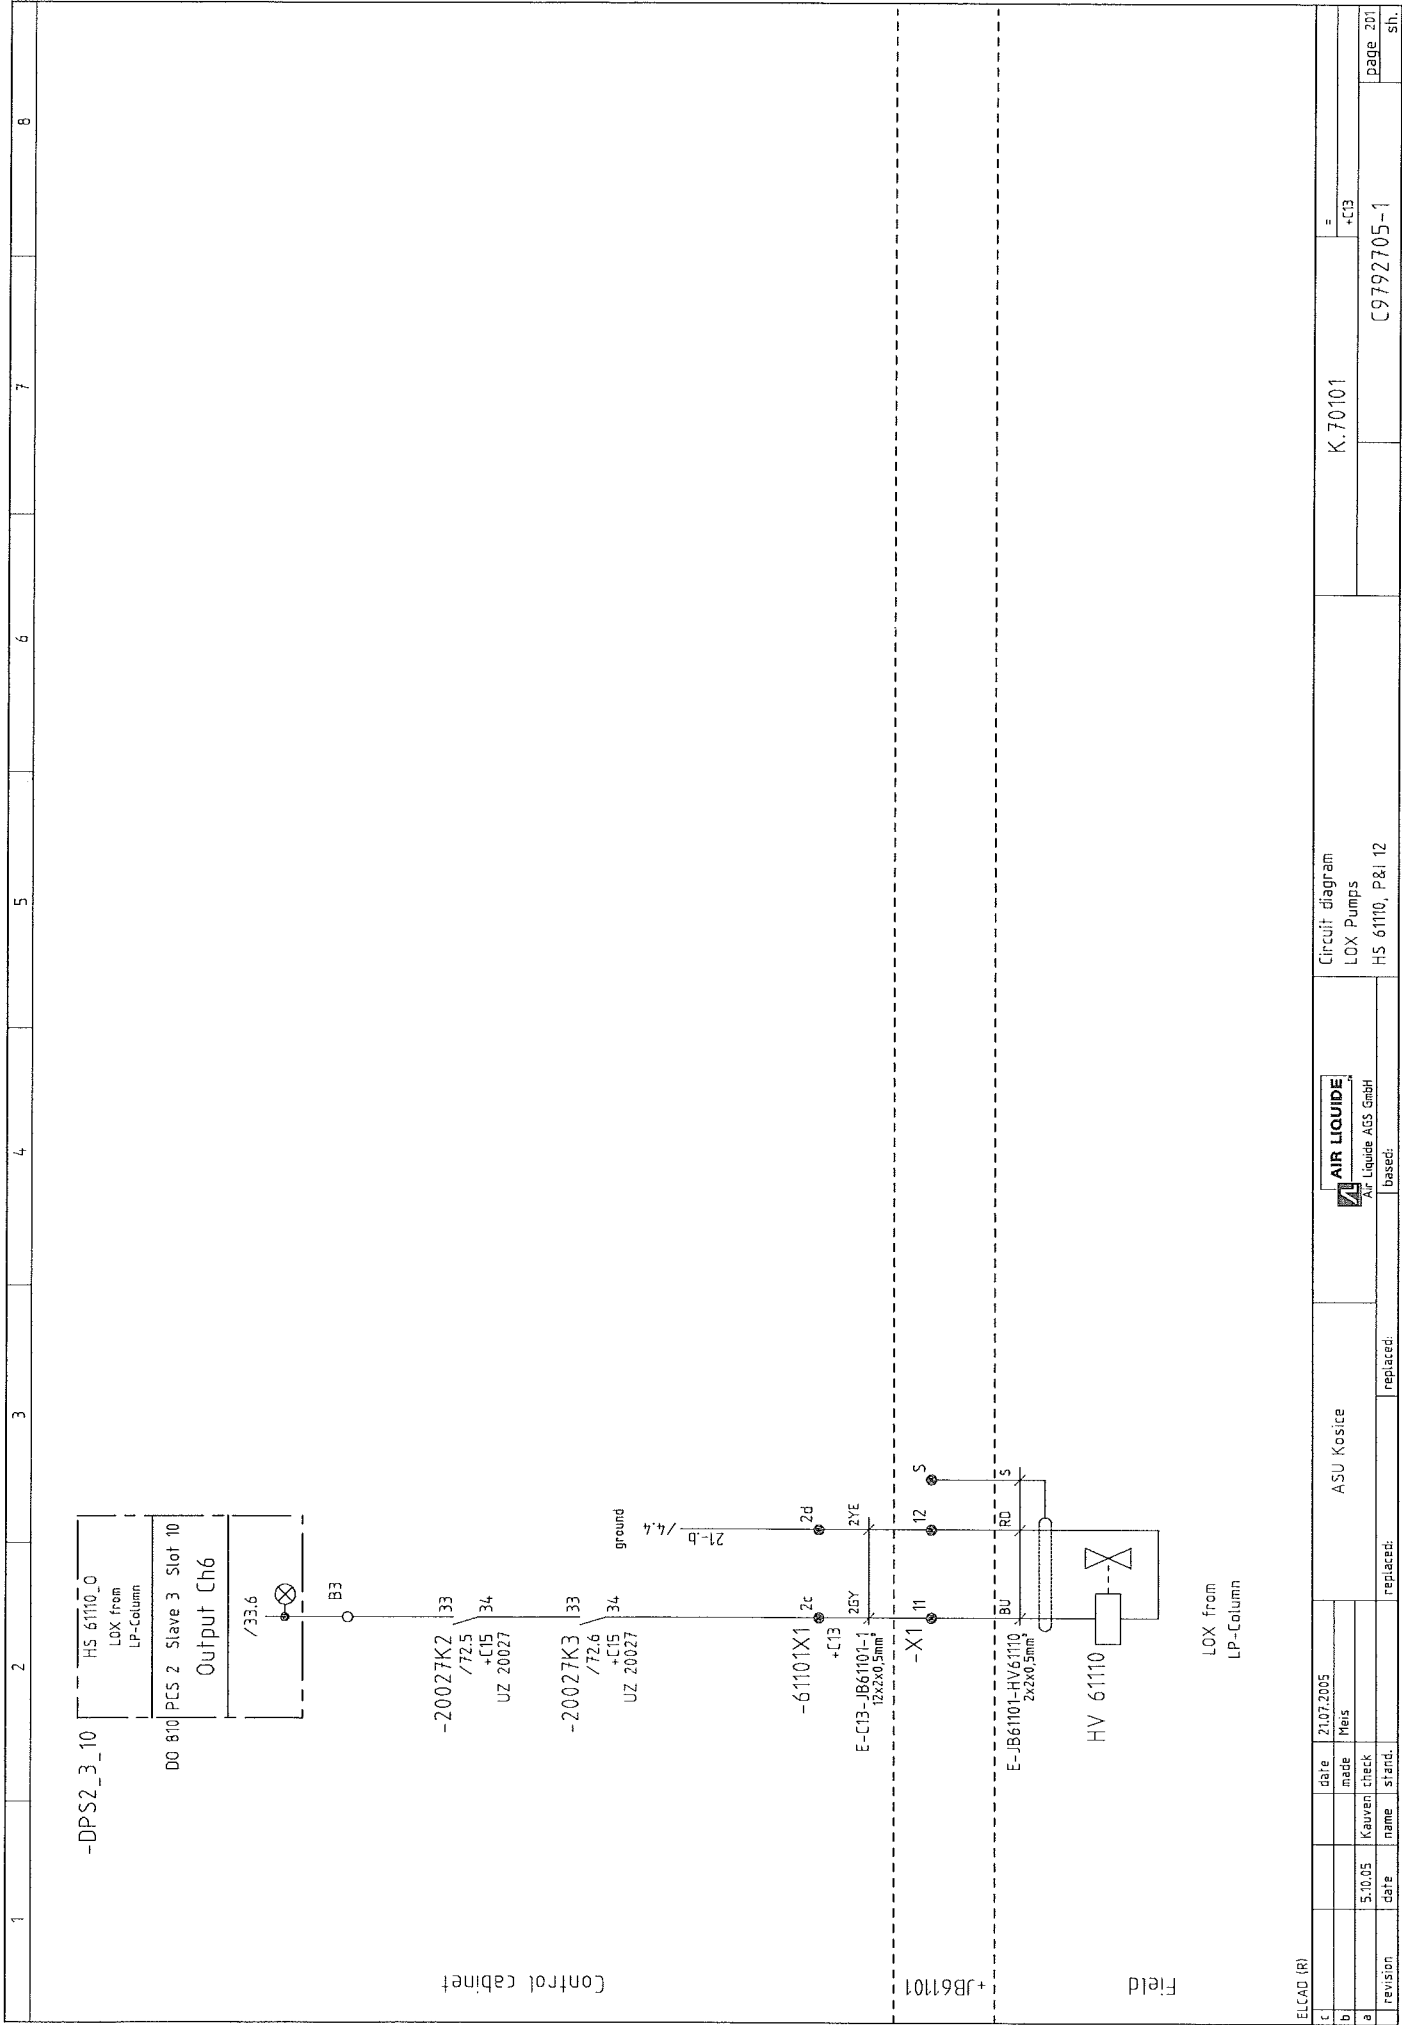 1
2
3
4
5
6
7
8
-DPS2_3_10
HS 61110_O
LOX from
LP-Column
DO 810 PCS 2 Slave 3 Slot 10
Output Ch6
/33.6
B3
-20027K2
/72.5
+C15
UZ 20027
33
34
-20027K3
/72.6
+C15
UZ 20027
33
34
ground
/4.4
21-.b
-61101X1
+C13
2c
2d
E-C13-JB61101-1
12x2x0,5mm²
2GY
2YE
-X1
11
12
S
E-JB61101-HV61110
2x2x0,5mm²
BU
RD
S
HV 61110
LOX from
LP-Column
Control cabinet
+JB61101
Field
ELCAD (R)
c
b
a
revision
5.10.05
date
Kauven
name
date
made
check
stand.
21.07.2005
Meis
ASU Kosice
replaced:
replaced:
AIR LIQUIDE
Air Liquide AGS GmbH
based:
Circuit diagram
LOX Pumps
HS 61110, P&I 12
K.70101
=
+C13
C9792705-1
page 201
sh.